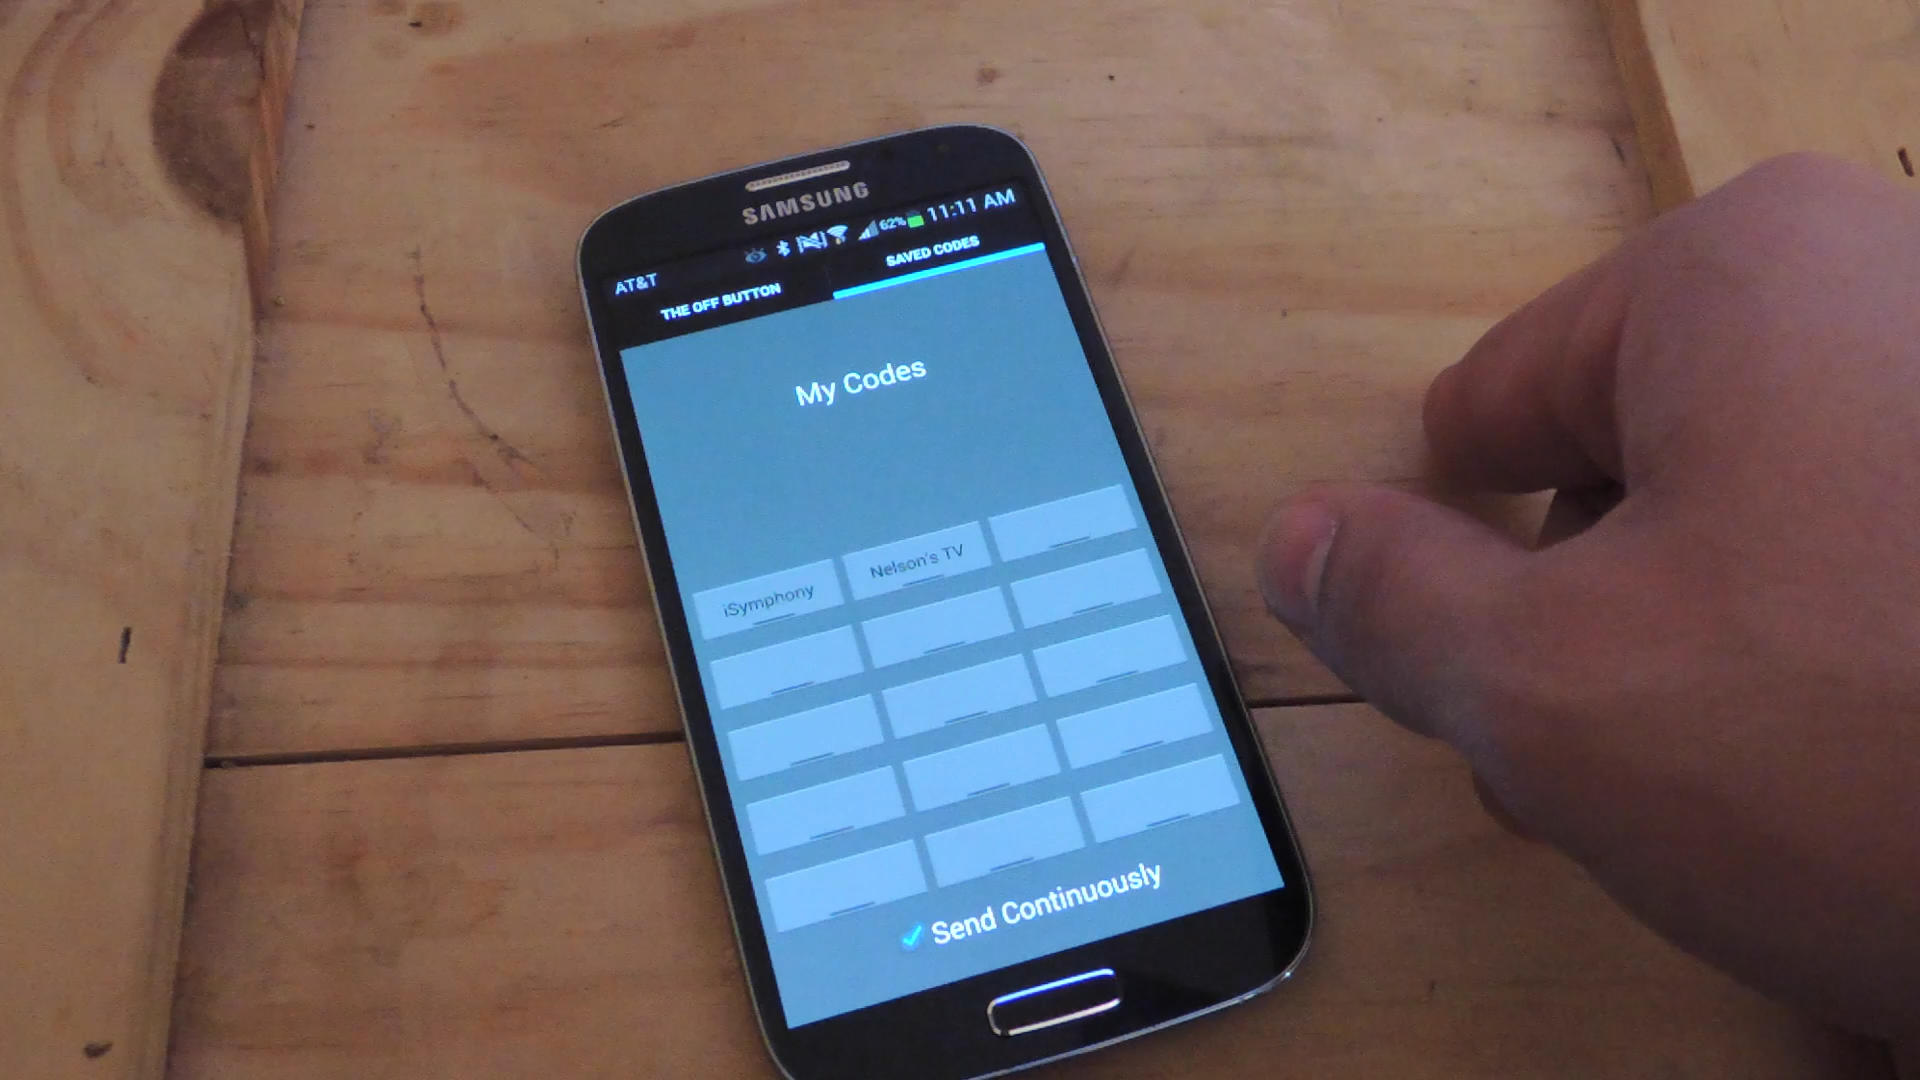 SAMSUNG
AT&T 62% 11:11 AM
THE OFF BUTTON SAVED CODES
My Codes
iSymphony Nelson's TV
Send Continuously